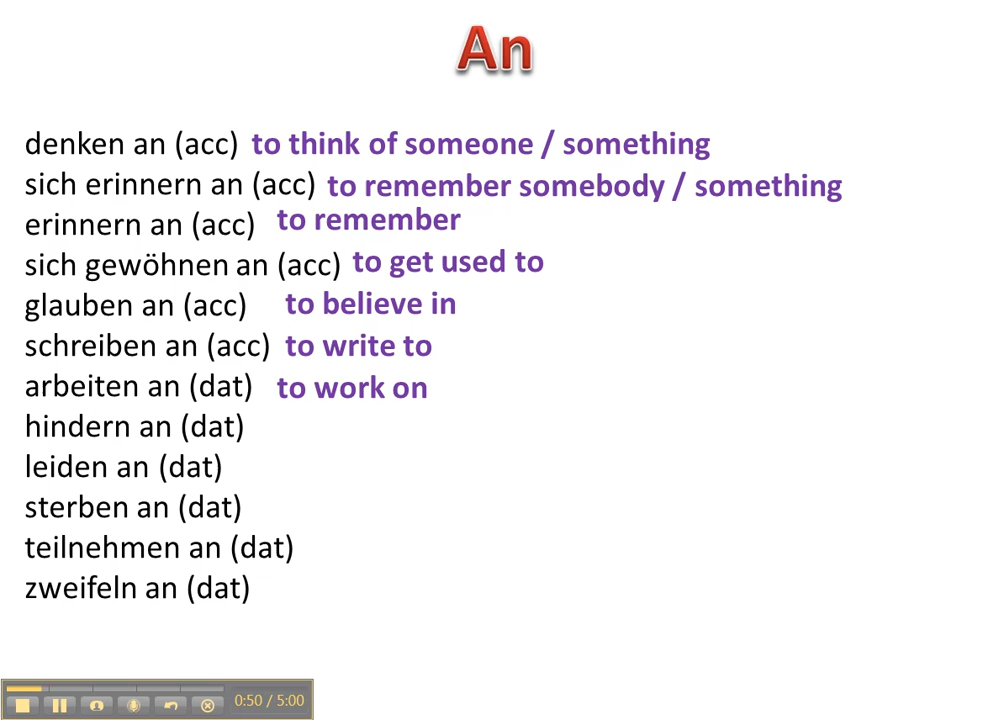 An
denken an (acc) to think of someone / something
sich erinnern an (acc) to remember somebody / something
erinnern an (acc) to remember
sich gewöhnen an (acc) to get used to
glauben an (acc) to believe in
schreiben an (acc) to write to
arbeiten an (dat) to work on
hindern an (dat)
leiden an (dat)
sterben an (dat)
teilnehmen an (dat)
zweifeln an (dat)
0:50 / 5:00